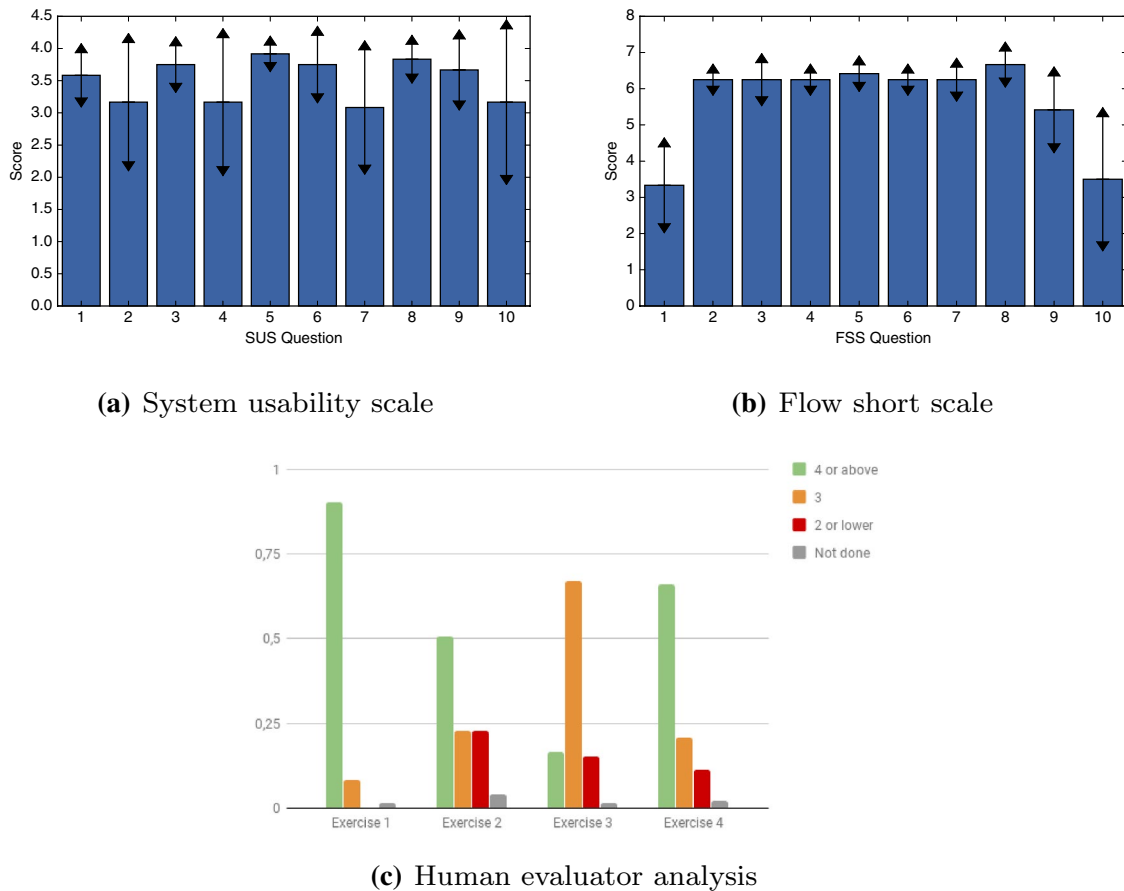 4.5
4.0
3.5
3.0
2.5
2.0
1.5
1.0
0.5
0.0
Score
1 2 3 4 5 6 7 8 9 10
SUS Question
(a) System usability scale
8
7
6
5
4
3
2
1
0
Score
1 2 3 4 5 6 7 8 9 10
FSS Question
(b) Flow short scale
1
0,75
0,5
0,25
0
Exercise 1 Exercise 2 Exercise 3 Exercise 4
4 or above
3
2 or lower
Not done
(c) Human evaluator analysis